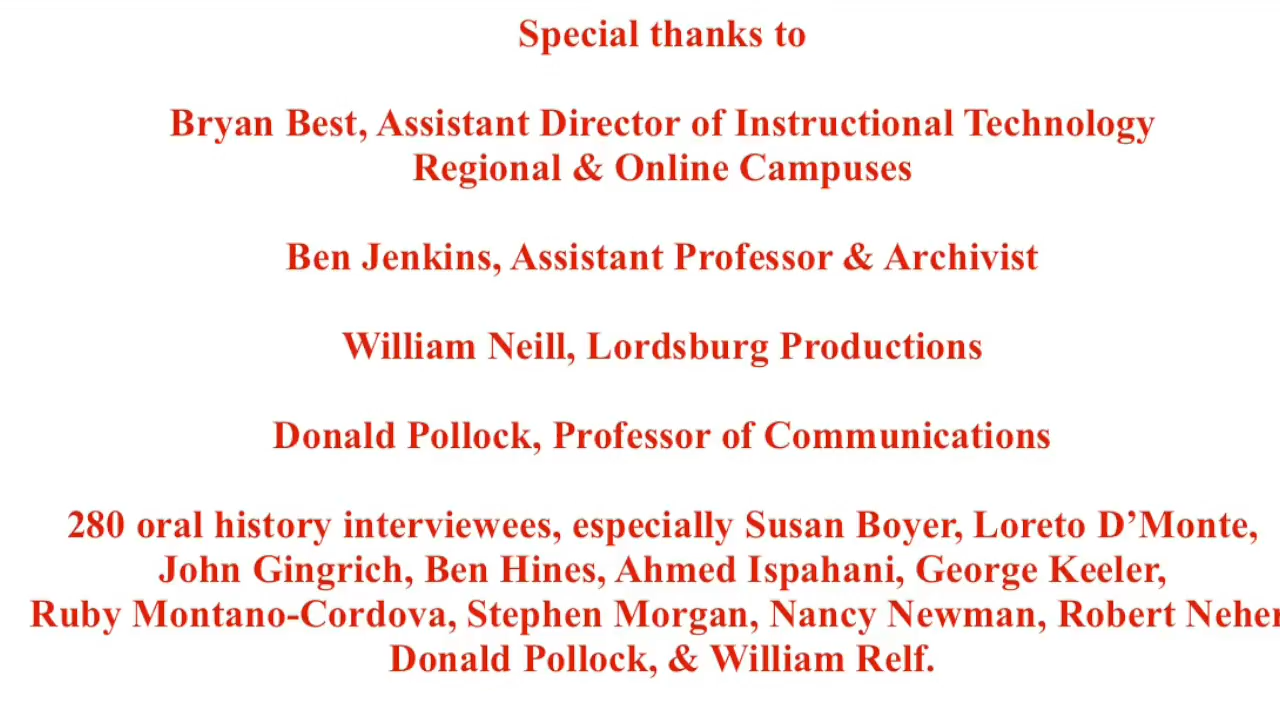 Special thanks to
Bryan Best, Assistant Director of Instructional Technology
Regional & Online Campuses
Ben Jenkins, Assistant Professor & Archivist
William Neill, Lordsburg Productions
Donald Pollock, Professor of Communications
280 oral history interviewees, especially Susan Boyer, Loreto D’Monte,
John Gingrich, Ben Hines, Ahmed Ispahani, George Keeler,
Ruby Montano-Cordova, Stephen Morgan, Nancy Newman, Robert Neher
Donald Pollock, & William Relf.